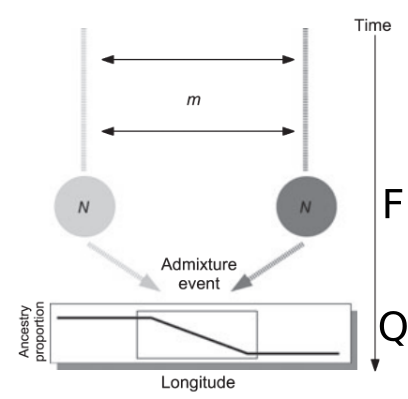 Time
m
N
N
F
Admixture
event
Ancestry
proportion
Q
Longitude